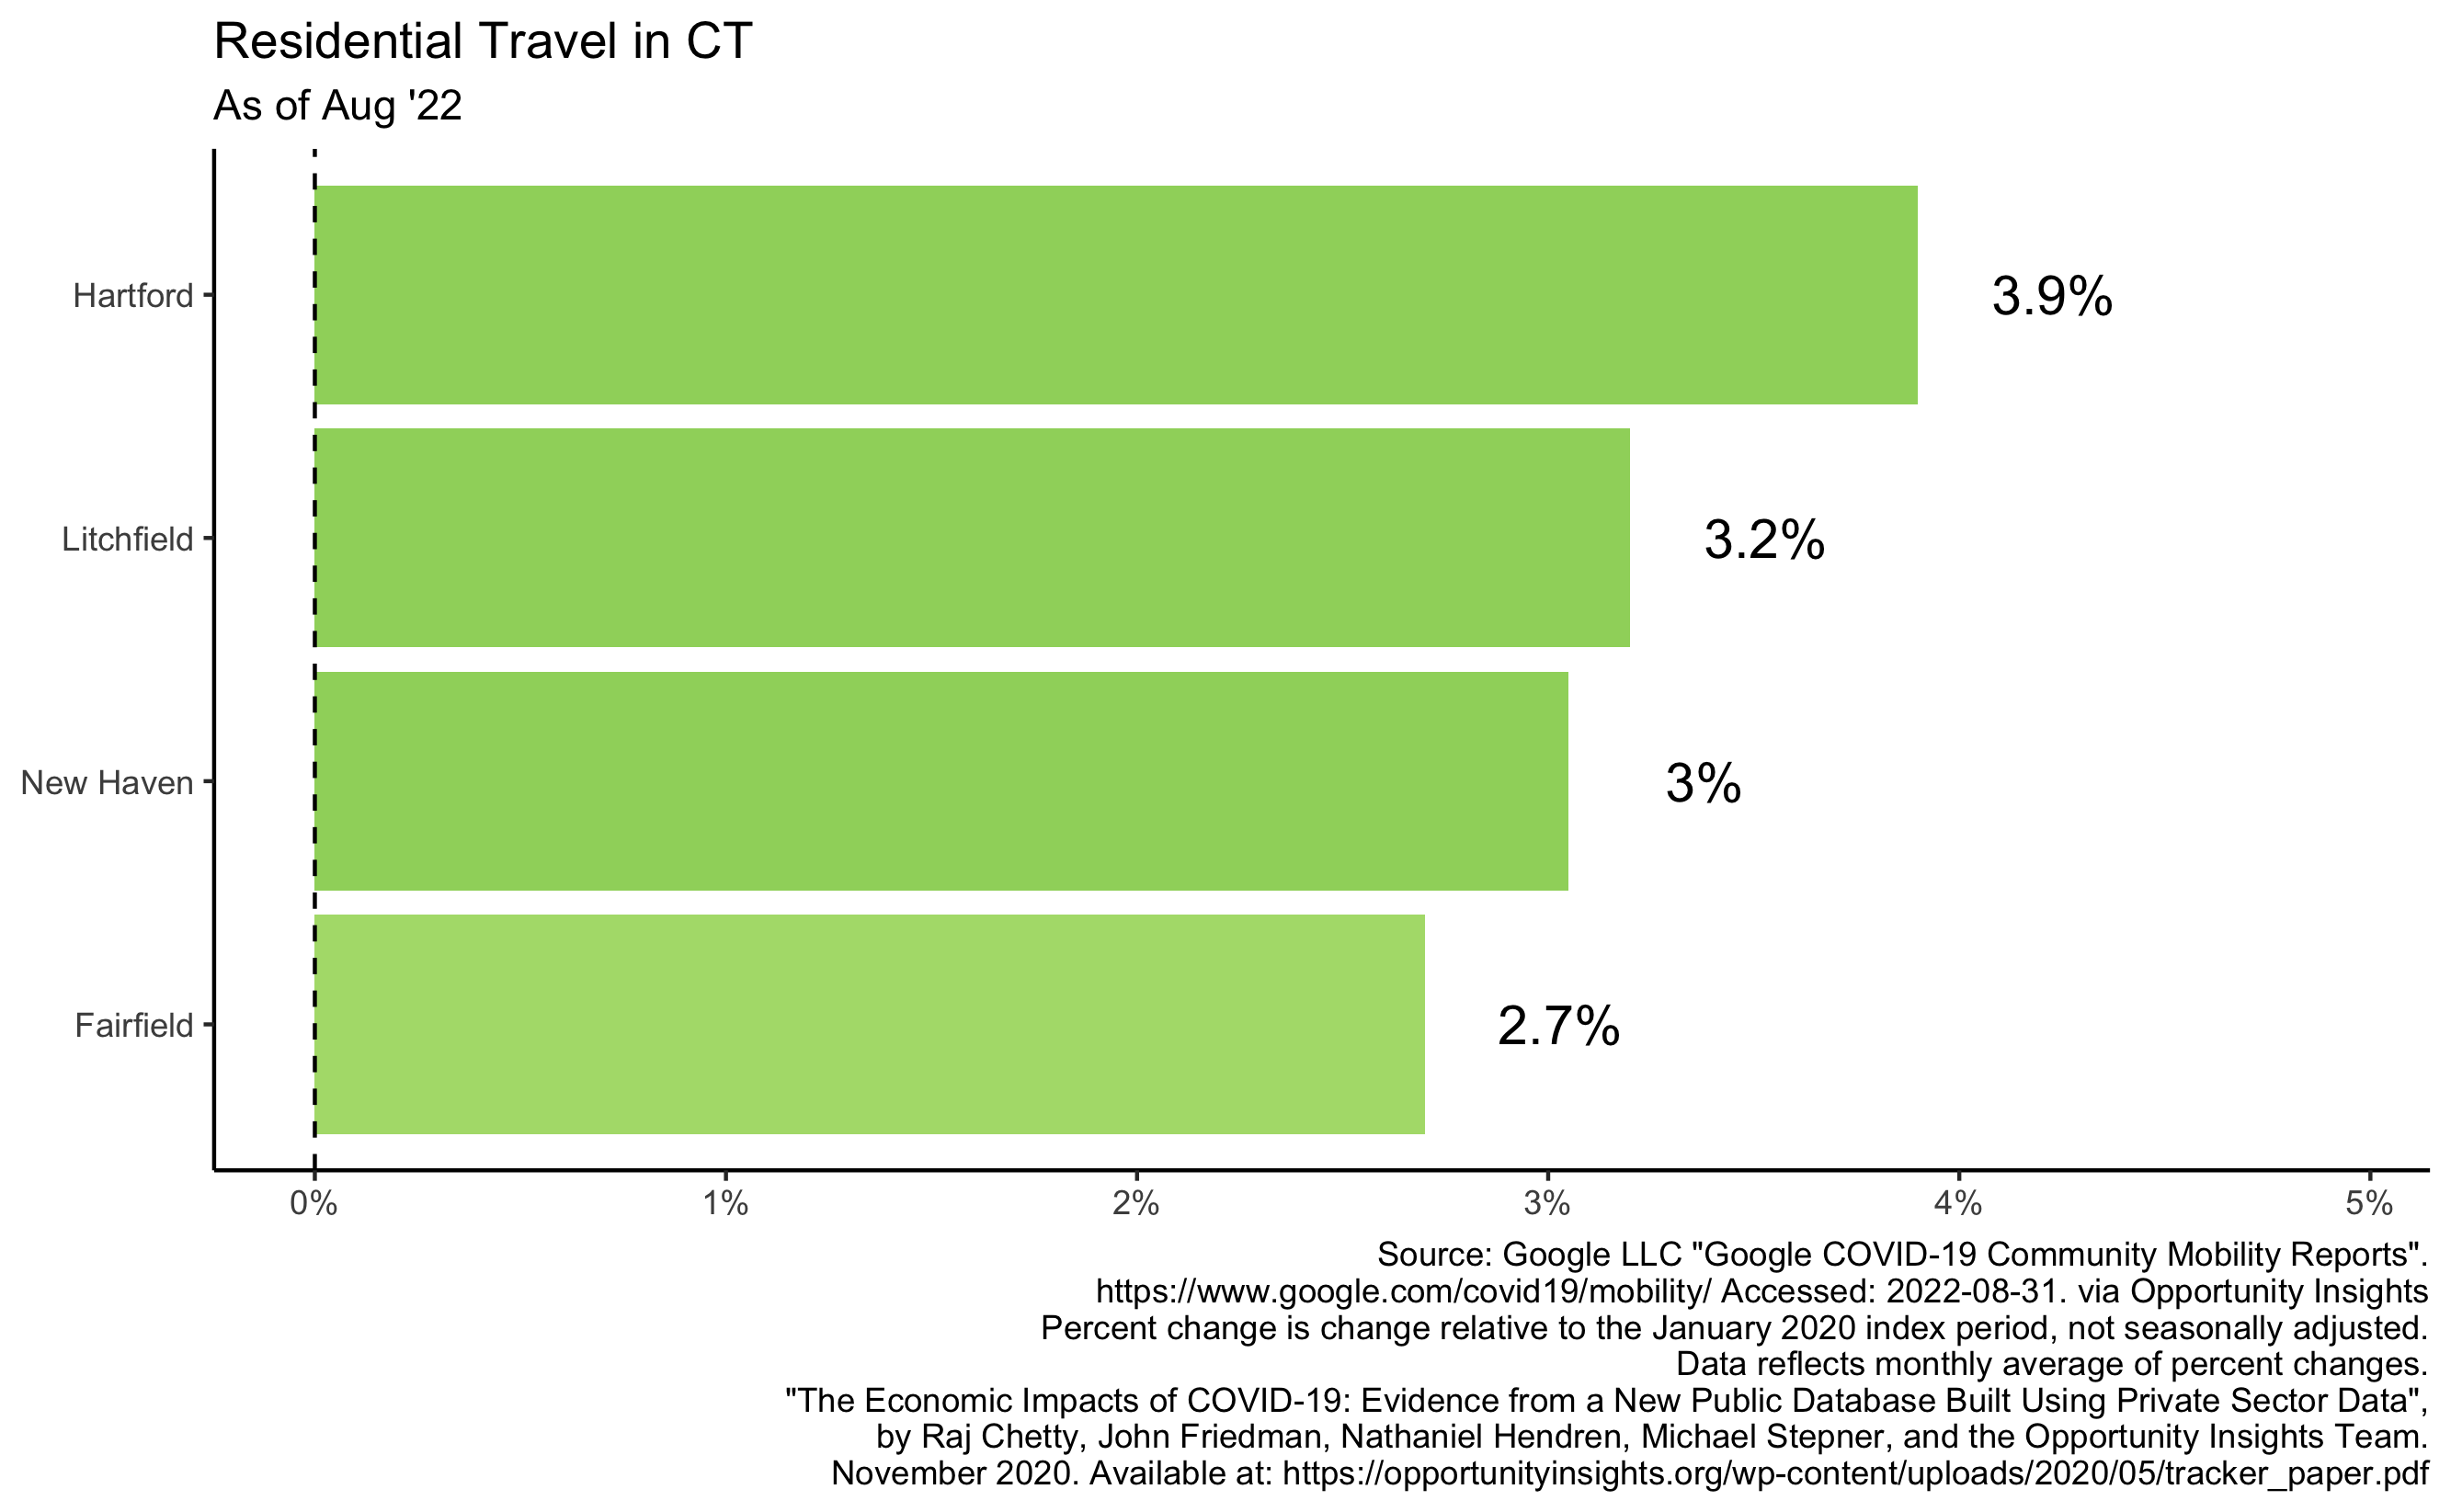 Residential Travel in CT
As of Aug '22
Hartford
3.9%
Litchfield
3.2%
New Haven
3%
Fairfield
2.7%
0% 1% 2% 3% 4% 5%
Source: Google LLC "Google COVID-19 Community Mobility Reports".
https://www.google.com/covid19/mobility/ Accessed: 2022-08-31. via Opportunity Insights
Percent change is change relative to the January 2020 index period, not seasonally adjusted.
Data reflects monthly average of percent changes.
"The Economic Impacts of COVID-19: Evidence from a New Public Database Built Using Private Sector Data",
by Raj Chetty, John Friedman, Nathaniel Hendren, Michael Stepner, and the Opportunity Insights Team.
November 2020. Available at: https://opportunityinsights.org/wp-content/uploads/2020/05/tracker_paper.pdf